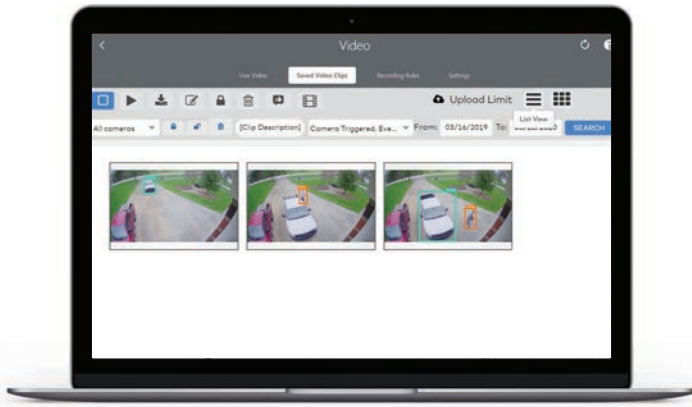 Video
Live Video Saved Video Clips Recording Rules Settings
Upload Limit
List View
All cameras [Clip Description] Camera Triggered, Eve... From: 03/16/2019 To: SEARCH